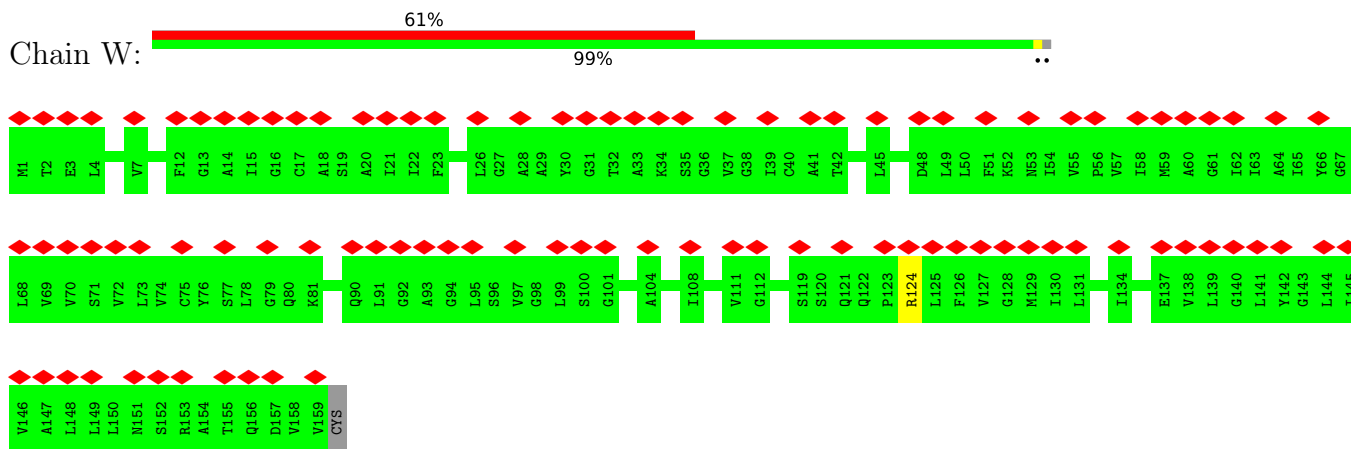 61%
Chain W:
99%
••
M1 T2 E3 L4 V7 F12 G13 A14 I15 G16 C17 A18 S19 A20 I21 I22 F23 L26 G27 A28 A29 Y30 G31 T32 A33 K34 S35 G36 V37 G38 I39 C40 A41 T42 L45 D48 L49 L50 F51 K52 N53 I54 V55 P56 V57 I58 M59 A60 G61 I62 I63 A64 I65 Y66 G67
L68 V69 V70 S71 V72 L73 V74 C75 Y76 S77 L78 G79 Q80 K81 Q90 L91 G92 A93 G94 L95 S96 V97 G98 L99 S100 G101 A104 I108 V111 G112 S119 S120 Q121 Q122 P123 R124 L125 F126 V127 G128 M129 I130 L131 I134 E137 V138 L139 G140 L141 Y142 G143 L144 I145
V146 A147 L148 L149 L150 N151 S152 R153 A154 T155 Q156 D157 V158 V159 CYS